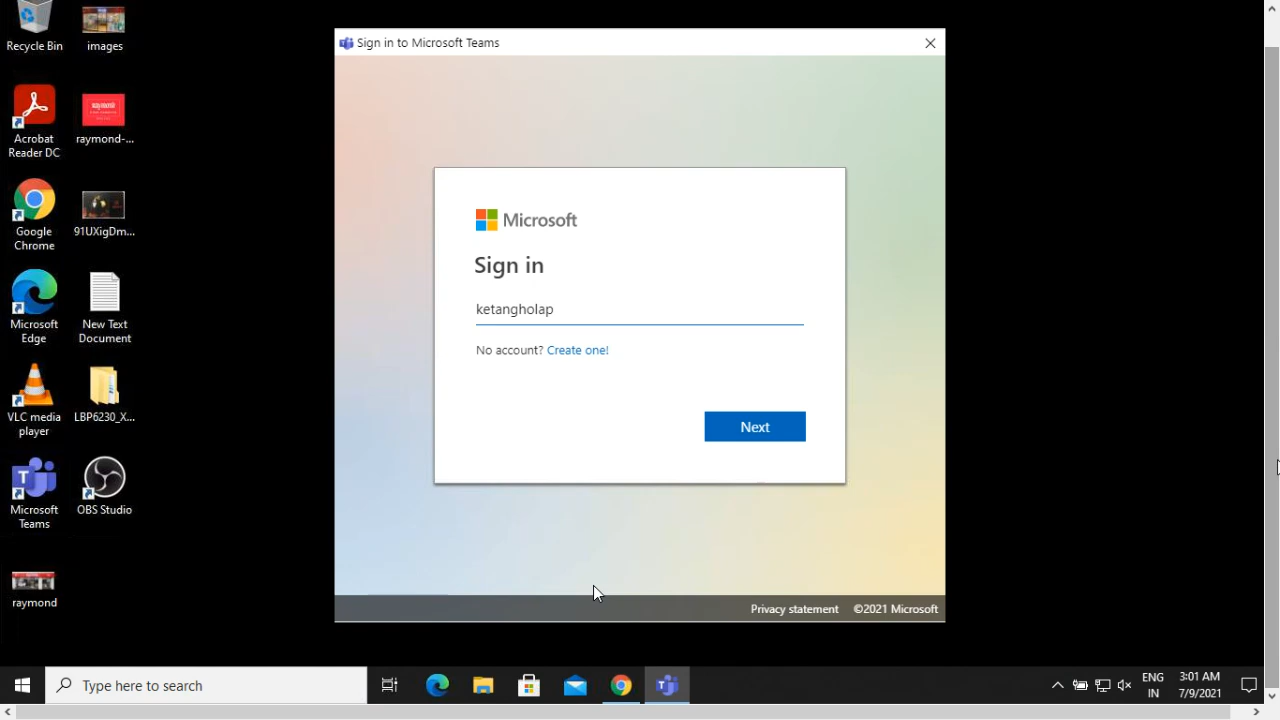 Recycle Bin
images
Sign in to Microsoft Teams
Acrobat
Reader DC
raymond-...
Google
Chrome
91UXigDm...
Microsoft
Edge
New Text
Document
VLC media
player
LBP6230_X...
Microsoft
Teams
OBS Studio
raymond
Microsoft
Sign in
ketangholap
No account? Create one!
Next
Privacy statement ©2021 Microsoft
Type here to search
ENG
IN
3:01 AM
7/9/2021